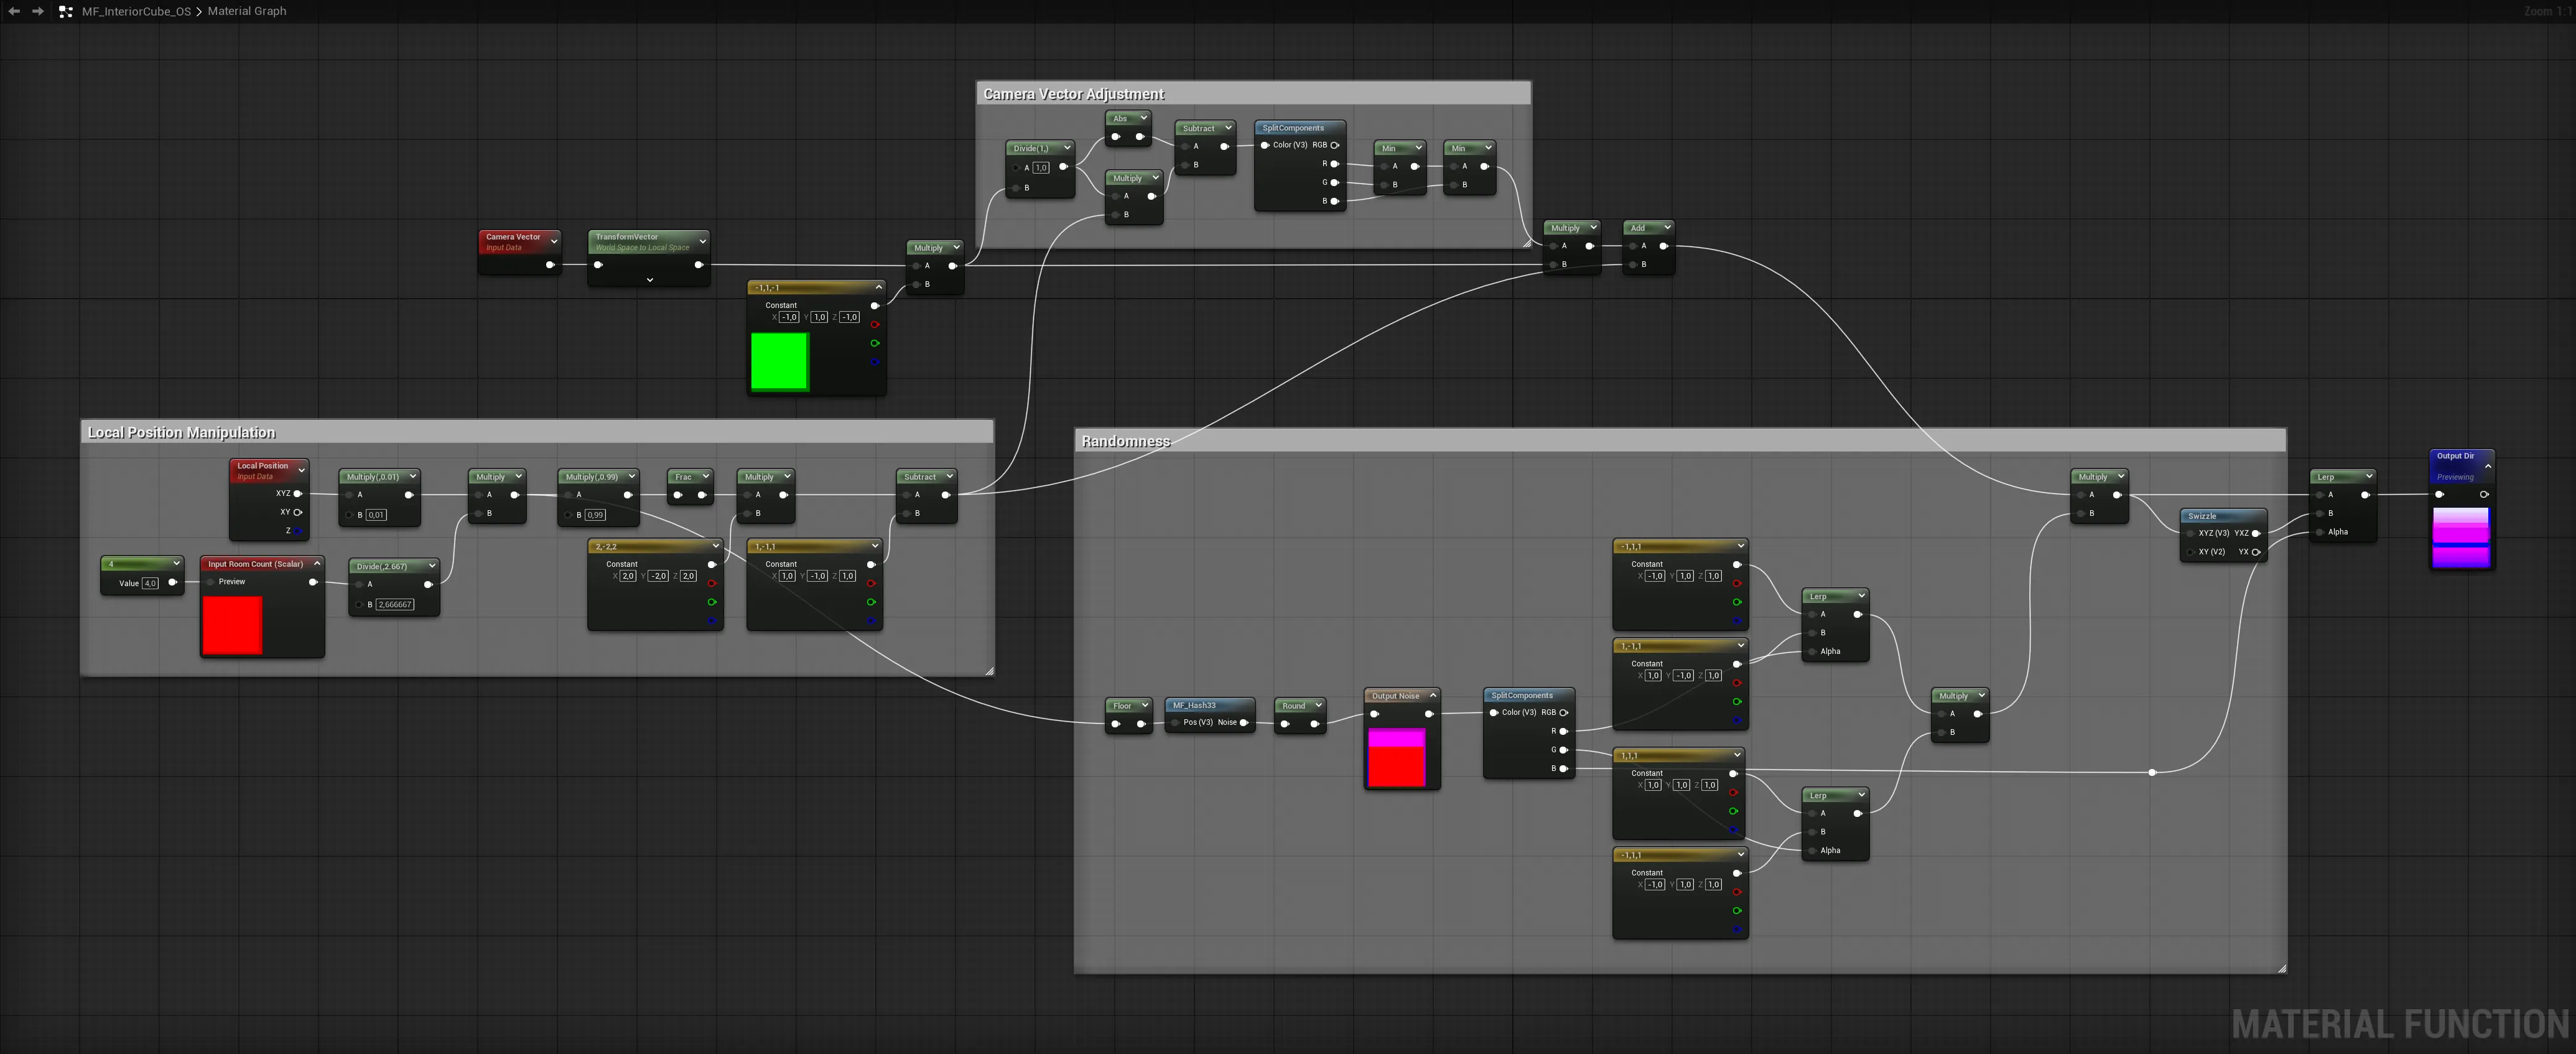 MF_InteriorCube_OS > Material Graph
Zoom 1:1
Camera Vector Adjustment
Abs
Divide(1,)
A 1,0
B
Multiply
A
B
Subtract
A
B
SplitComponents
Color (V3) RGB
R
G
B
Min
A
B
Min
A
B
Camera Vector
Input Data
TransformVector
World Space to Local Space
Multiply
A
B
-1,1,-1
Constant
X -1,0 Y 1,0 Z -1,0
Multiply
A
B
Add
A
B
Local Position Manipulation
Local Position
Input Data
XYZ
XY
Z
Multiply(,0.01)
A
B 0,01
Multiply
A
B
Multiply(,0.99)
A
B 0,99
Frac
Multiply
A
B
Subtract
A
B
4
Value 4,0
Input Room Count (Scalar)
Preview
Divide(,2.667)
A
B 2,666667
2,-2,2
Constant
X 2,0 Y -2,0 Z 2,0
1,-1,1
Constant
X 1,0 Y -1,0 Z 1,0
Randomness
Floor
MF_Hash33
Pos (V3) Noise
Round
Output Noise
SplitComponents
Color (V3) RGB
R
G
B
-1,1,1
Constant
X -1,0 Y 1,0 Z 1,0
1,-1,1
Constant
X 1,0 Y -1,0 Z 1,0
1,1,1
Constant
X 1,0 Y 1,0 Z 1,0
-1,1,1
Constant
X -1,0 Y 1,0 Z 1,0
Lerp
A
B
Alpha
Lerp
A
B
Alpha
Multiply
A
B
Multiply
A
B
Swizzle
XYZ (V3) YXZ
XY (V2) YX
Lerp
A
B
Alpha
Output Dir
Previewing
MATERIAL FUNCTION